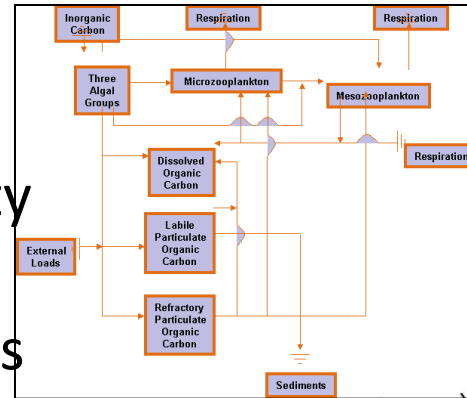 Inorganic
Carbon
Respiration
Respiration
Three
Algal
Groups
Microzooplankton
Mesozooplankton
Respiration
Dissolved
Organic
Carbon
Labile
Particulate
Organic
Carbon
External
Loads
Refractory
Particulate
Organic
Carbon
Sediments